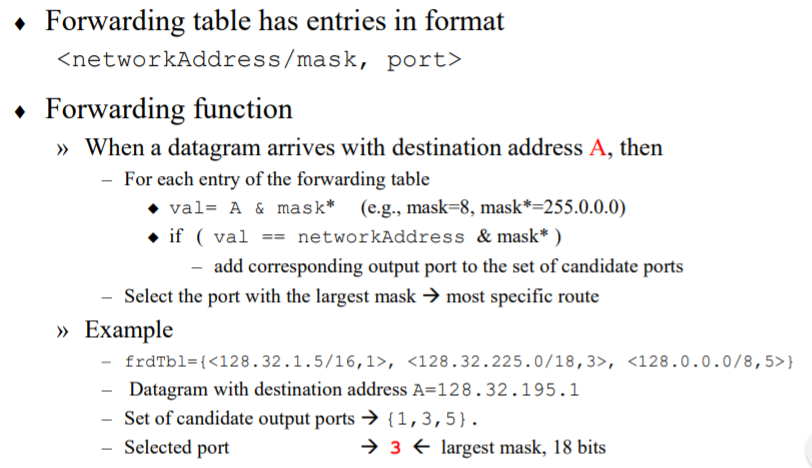 ♦ Forwarding table has entries in format
<networkAddress/mask, port>
♦ Forwarding function
» When a datagram arrives with destination address A, then
– For each entry of the forwarding table
♦ val= A & mask* (e.g., mask=8, mask*=255.0.0.0)
♦ if ( val == networkAddress & mask* )
– add corresponding output port to the set of candidate ports
– Select the port with the largest mask → most specific route
» Example
– frdTbl={<128.32.1.5/16,1>, <128.32.225.0/18,3>, <128.0.0.0/8,5>}
– Datagram with destination address A=128.32.195.1
– Set of candidate output ports → {1,3,5}.
– Selected port → 3 ← largest mask, 18 bits